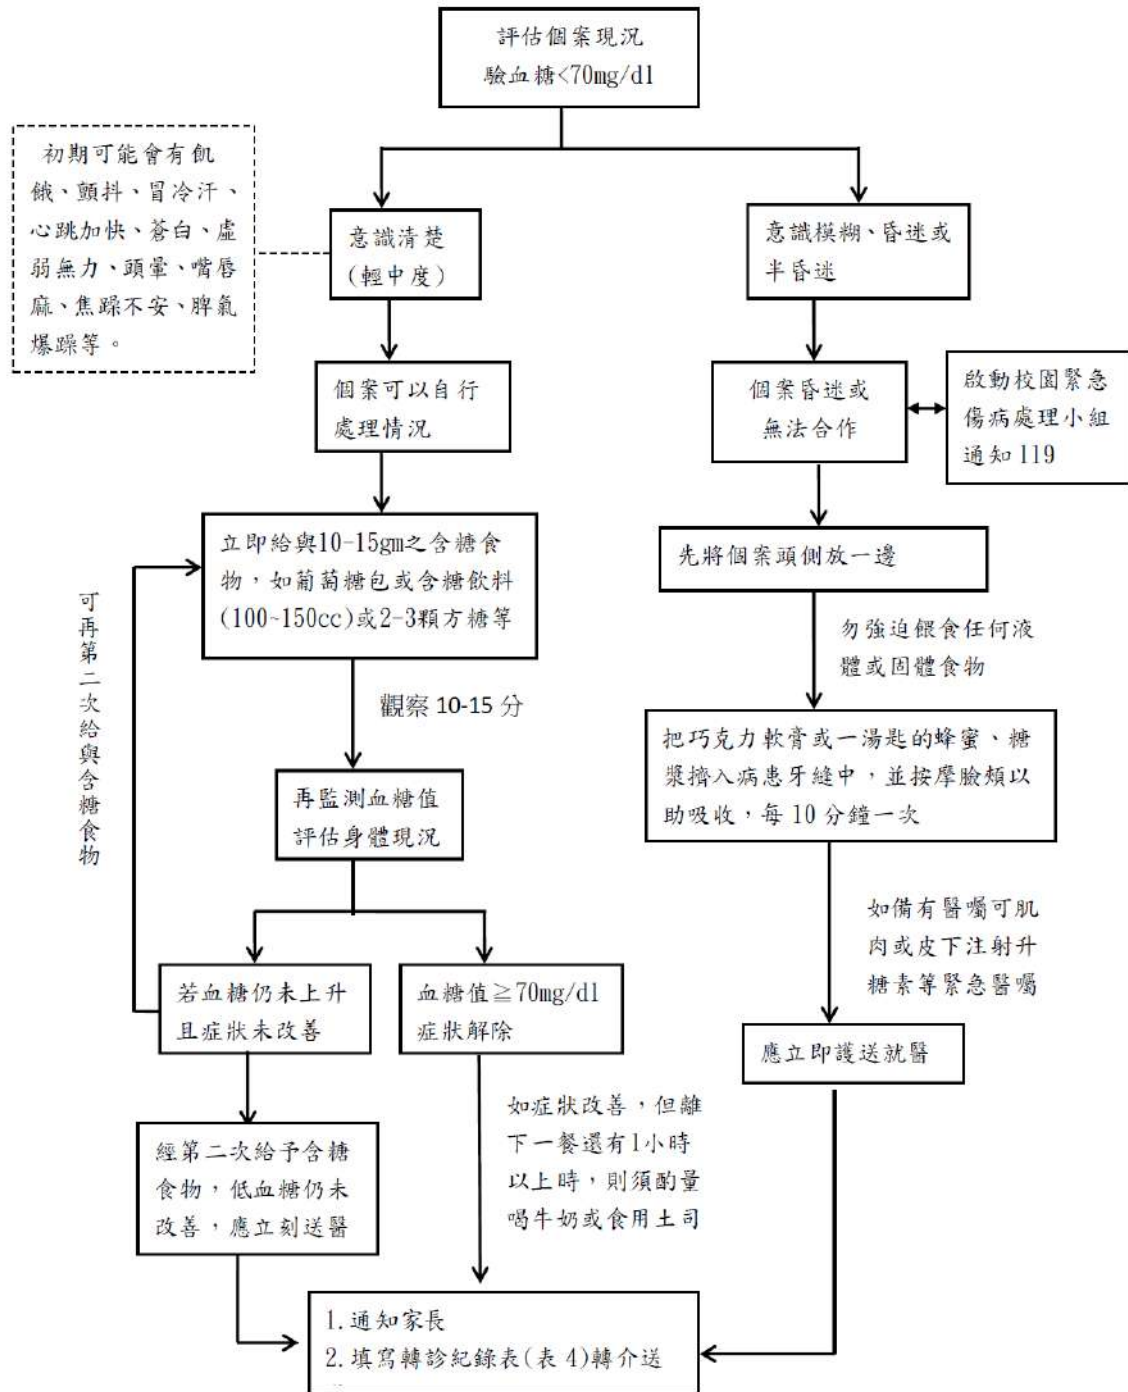 評估個案現況
驗血糖<70mg/dl
初期可能會有飢
餓、顫抖、冒冷汗、
心跳加快、蒼白、虛
弱無力、頭暈、嘴唇
麻、焦躁不安、脾氣
爆躁等。
意識清楚
(輕中度)
意識模糊、昏迷或
半昏迷
個案可以自行
處理情況
個案昏迷或
無法合作
啟動校園緊急
傷病處理小組
通知 119
立即給與10-15gm之含糖食
物，如葡萄糖包或含糖飲料
(100~150cc)或2-3顆方糖等
先將個案頭側放一邊
可再第二次給與含糖食物
觀察 10-15 分
勿強迫餵食任何液
體或固體食物
再監測血糖值
評估身體現況
把巧克力軟膏或一湯匙的蜂蜜、糖
漿擠入病患牙縫中，並按摩臉頰以
助吸收，每 10 分鐘一次
若血糖仍未上升
且症狀未改善
血糖值≧70mg/dl
症狀解除
如備有醫囑可肌
肉或皮下注射升
糖素等緊急醫囑
應立即護送就醫
經第二次給予含糖
食物，低血糖仍未
改善，應立刻送醫
如症狀改善，但離
下一餐還有1小時
以上時，則須酌量
喝牛奶或食用土司
1.通知家長
2.填寫轉診紀錄表(表 4)轉介送